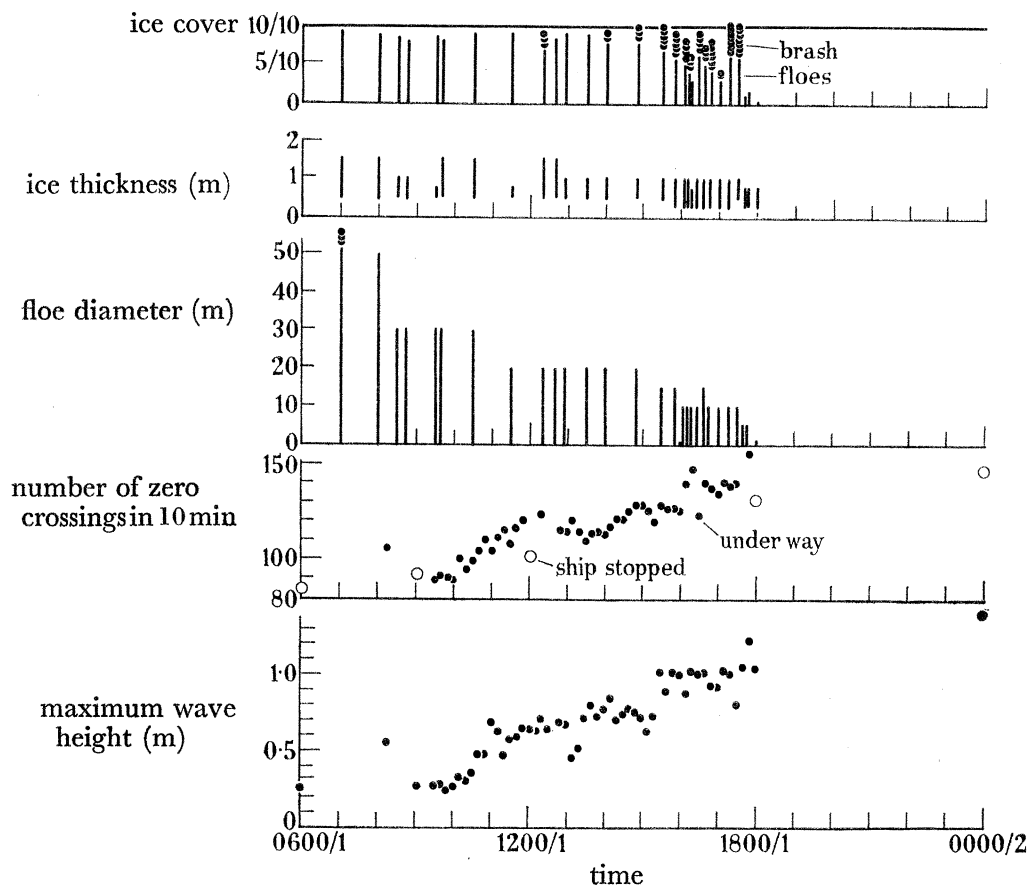 ice cover 10/10
5/10
0
brash
floes
ice thickness (m)
2
1
0
floe diameter (m)
50
40
30
20
10
0
number of zero
crossings in 10 min
150
100
80
under way
ship stopped
maximum wave
height (m)
1·0
0·5
0
0600/1
1200/1
1800/1
0000/2
time